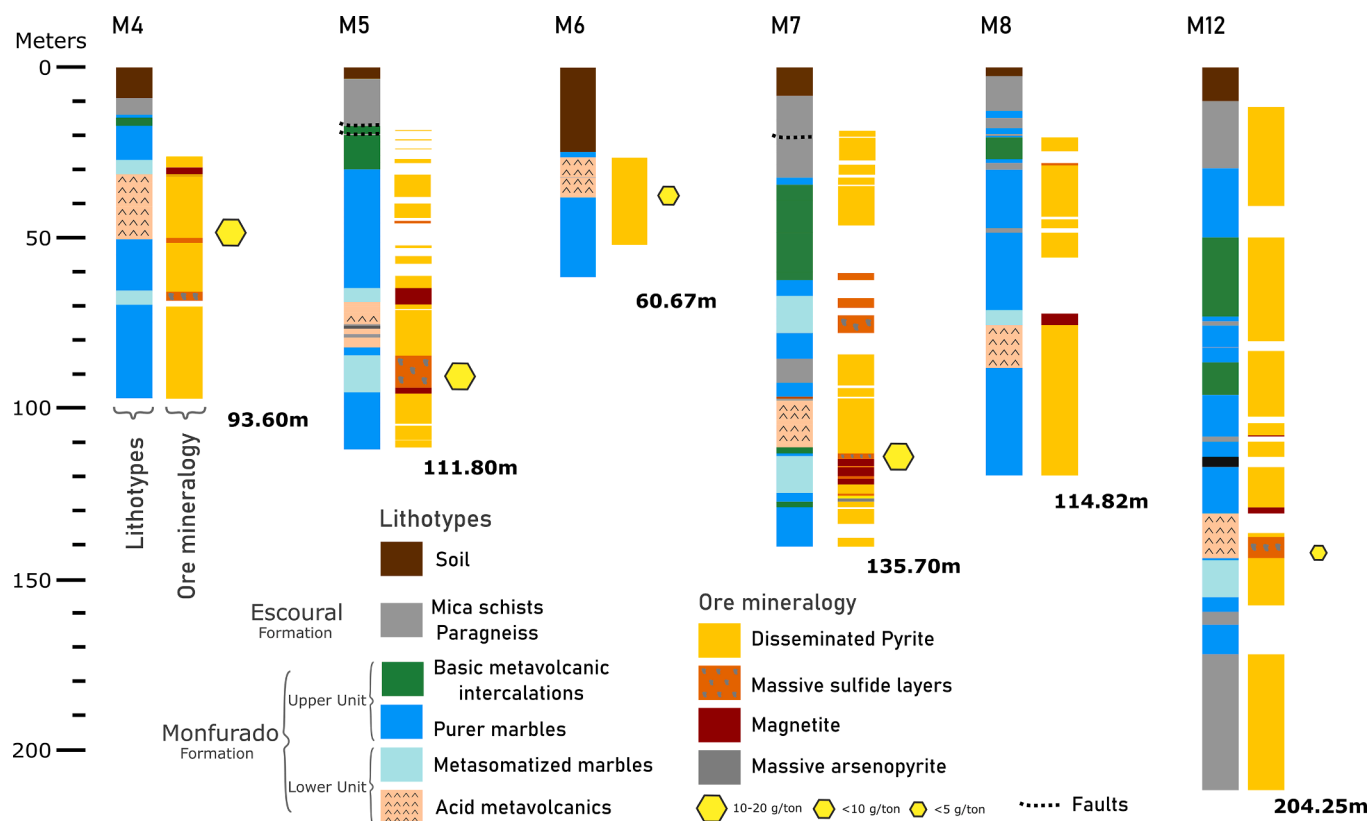 M4
M5
M6
M7
M8
M12
Meters
0
50
100
150
200
60.67m
93.60m
111.80m
114.82m
135.70m
204.25m
Lithotypes
Ore mineralogy
Lithotypes
Soil
Escoural
Formation
Mica schists
Paragneiss
Monfurado
Formation
Upper Unit
Basic metavolcanic
intercalations
Purer marbles
Lower Unit
Metasomatized marbles
Acid metavolcanics
Ore mineralogy
Disseminated Pyrite
Massive sulfide layers
Magnetite
Massive arsenopyrite
10-20 g/ton
<10 g/ton
<5 g/ton
Faults